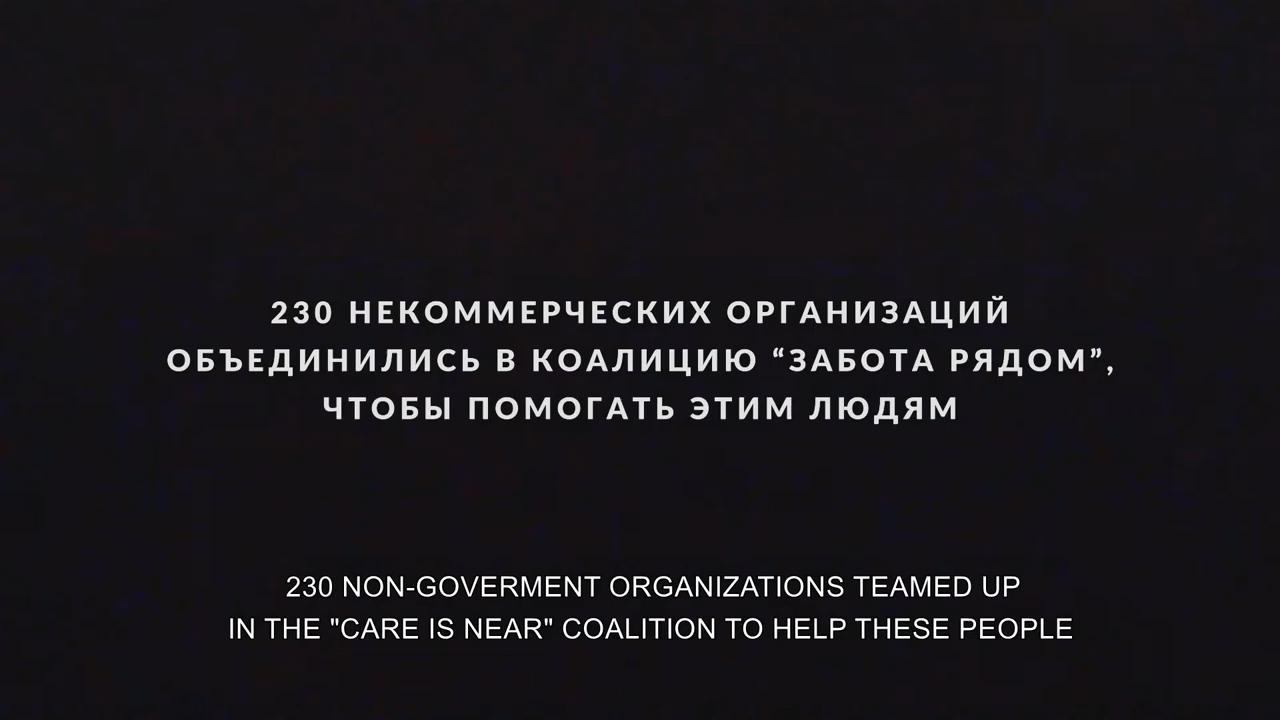 230 НЕКОММЕРЧЕСКИХ ОРГАНИЗАЦИЙ
ОБЪЕДИНИЛИСЬ В КОАЛИЦИЮ “ЗАБОТА РЯДОМ”,
ЧТОБЫ ПОМОГАТЬ ЭТИМ ЛЮДЯМ
230 NON-GOVERMENT ORGANIZATIONS TEAMED UP
IN THE "CARE IS NEAR" COALITION TO HELP THESE PEOPLE